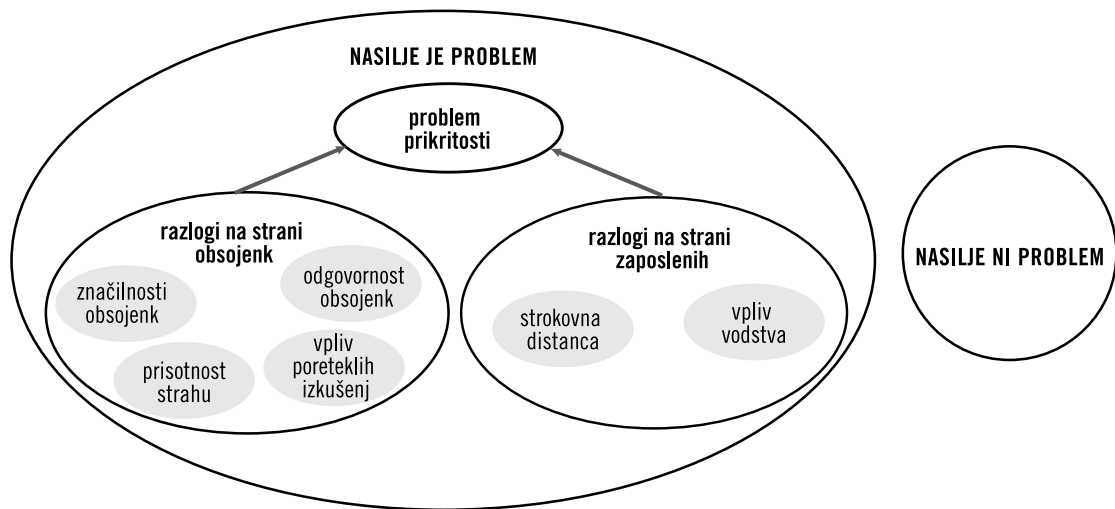 NASILJE JE PROBLEM
problem
prikritosti
razlogi na strani
obsojenk
značilnosti
obsojenk
odgovornost
obsojenk
prisotnost
strahu
vpliv
poreteklih
izkušenj
razlogi na strani
zaposlenih
strokovna
distanca
vpliv
vodstva
NASILJE NI PROBLEM